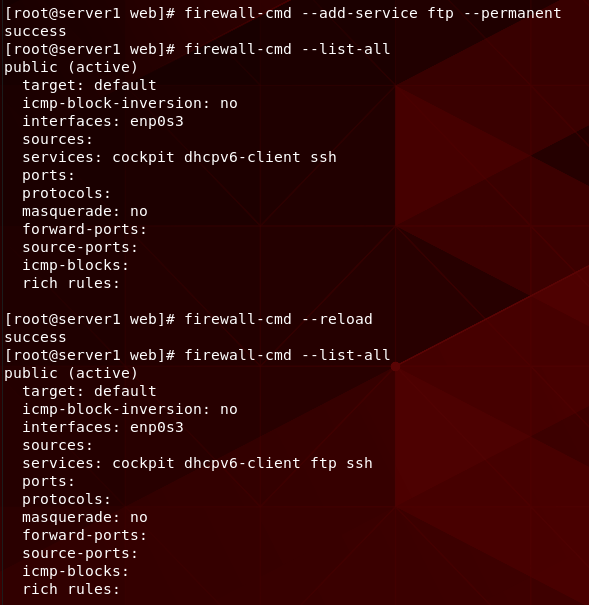 [root@server1 web]# firewall-cmd --add-service ftp --permanent
success
[root@server1 web]# firewall-cmd --list-all
public (active)
  target: default
  icmp-block-inversion: no
  interfaces: enp0s3
  sources:
  services: cockpit dhcpv6-client ssh
  ports:
  protocols:
  masquerade: no
  forward-ports:
  source-ports:
  icmp-blocks:
  rich rules:

[root@server1 web]# firewall-cmd --reload
success
[root@server1 web]# firewall-cmd --list-all
public (active)
  target: default
  icmp-block-inversion: no
  interfaces: enp0s3
  sources:
  services: cockpit dhcpv6-client ftp ssh
  ports:
  protocols:
  masquerade: no
  forward-ports:
  source-ports:
  icmp-blocks:
  rich rules: